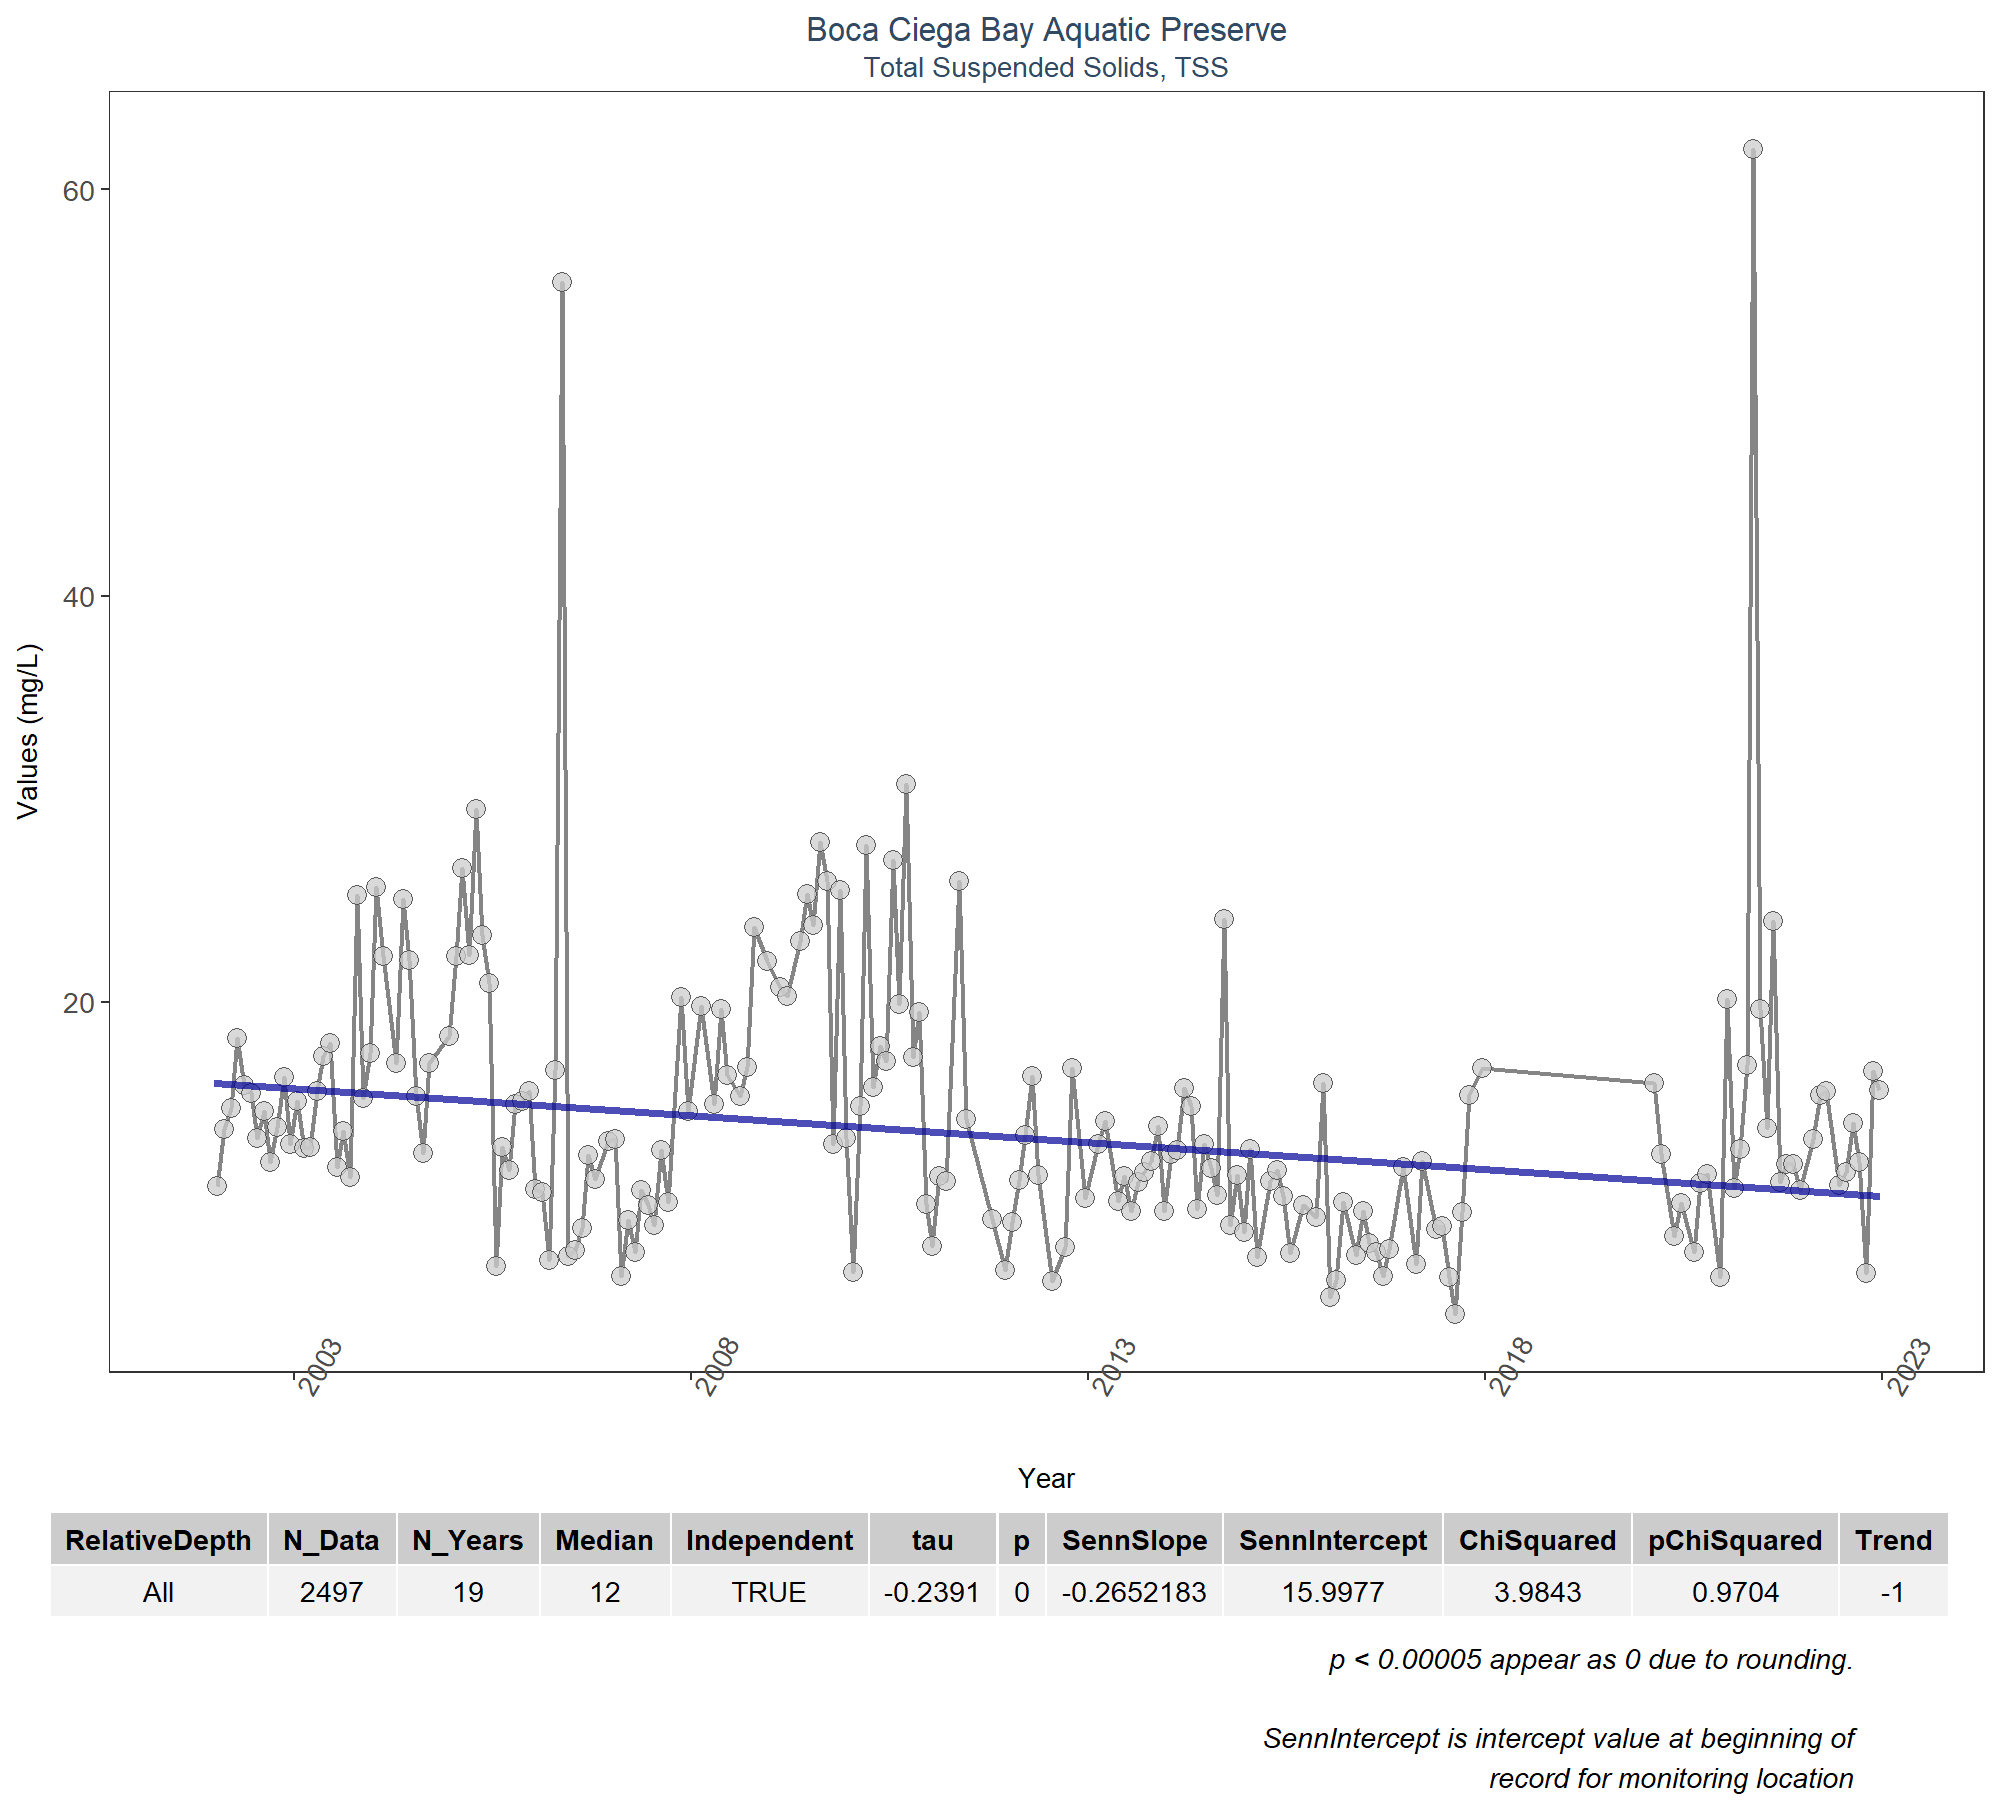 Boca Ciega Bay Aquatic Preserve
Total Suspended Solids, TSS
60
40
20
Values (mg/L)
2003 2008 2013 2018 2023
Year
RelativeDepth N_Data N_Years Median Independent tau p SennSlope SennIntercept ChiSquared pChiSquared Trend
All 2497 19 12 TRUE -0.2391 0 -0.2652183 15.9977 3.9843 0.9704 -1
p < 0.00005 appear as 0 due to rounding.
SennIntercept is intercept value at beginning of
record for monitoring location